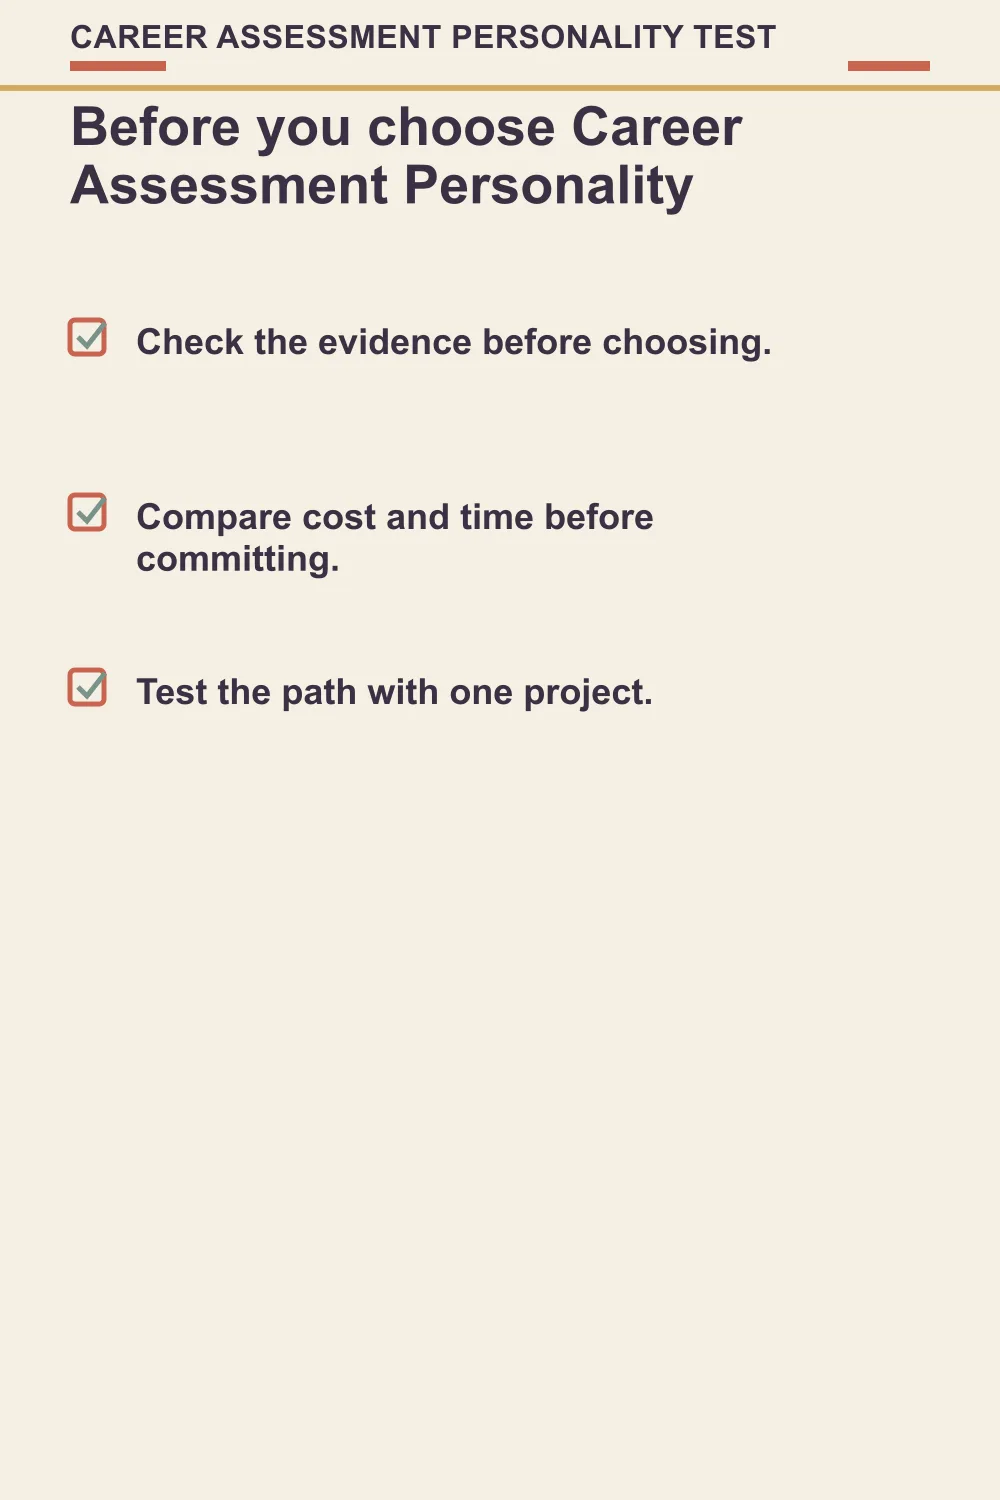 CAREER ASSESSMENT PERSONALITY TEST
Before you choose Career
Assessment Personality
Check the evidence before choosing.
Compare cost and time before
committing.
Test the path with one project.